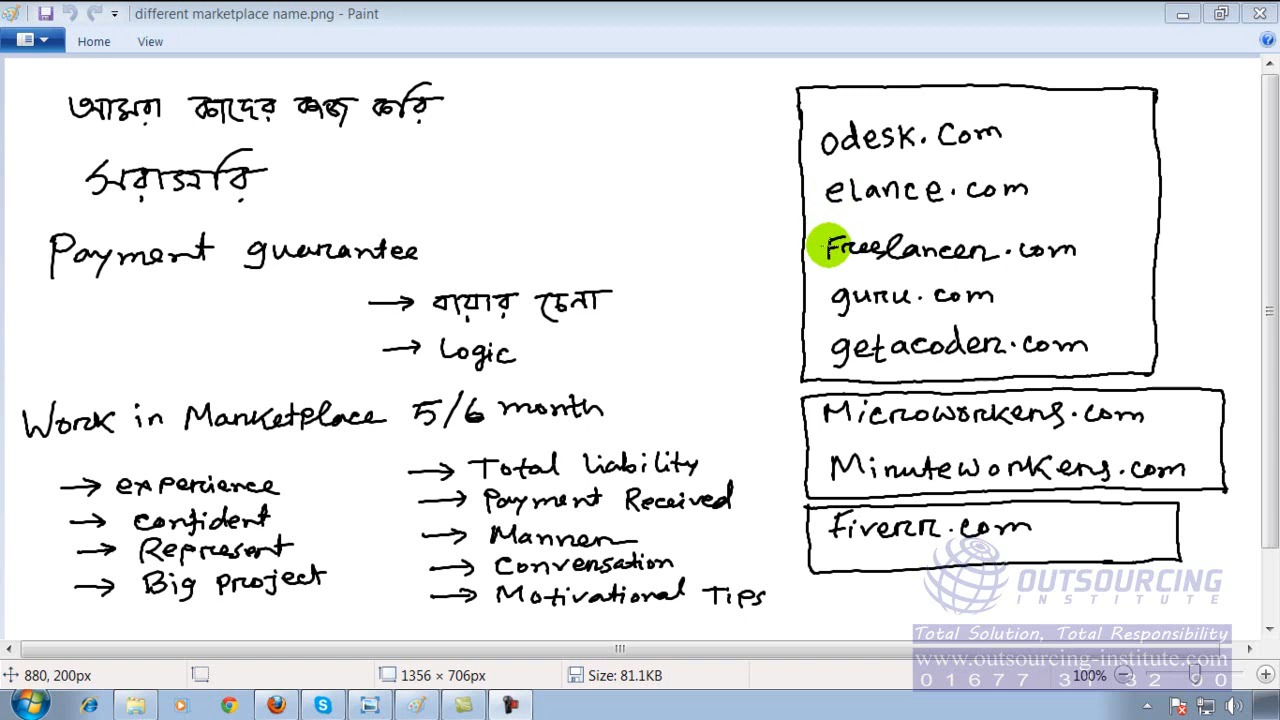 different marketplace name.png - Paint
Home View
আমরা কাদের কাজ করি
সরাসরি
Payment guarantee
→ বায়ার চেনা
→ Logic
Work in Marketplace 5/6 month
→ experience
→ confident
→ Represent
→ Big project
→ Total liability
→ Payment Received
→ Manner
→ Conversation
→ Motivational Tips
odesk.com
elance.com
Freelancer.com
guru.com
getacoder.com
Microworkers.com
Minuteworkers.com
fiverr.com
OUTSOURCING
INSTITUTE
Total Solution, Total Responsibility
www.outsourcing-institute.com
880, 200px
1356 × 706px
Size: 81.1KB
100%